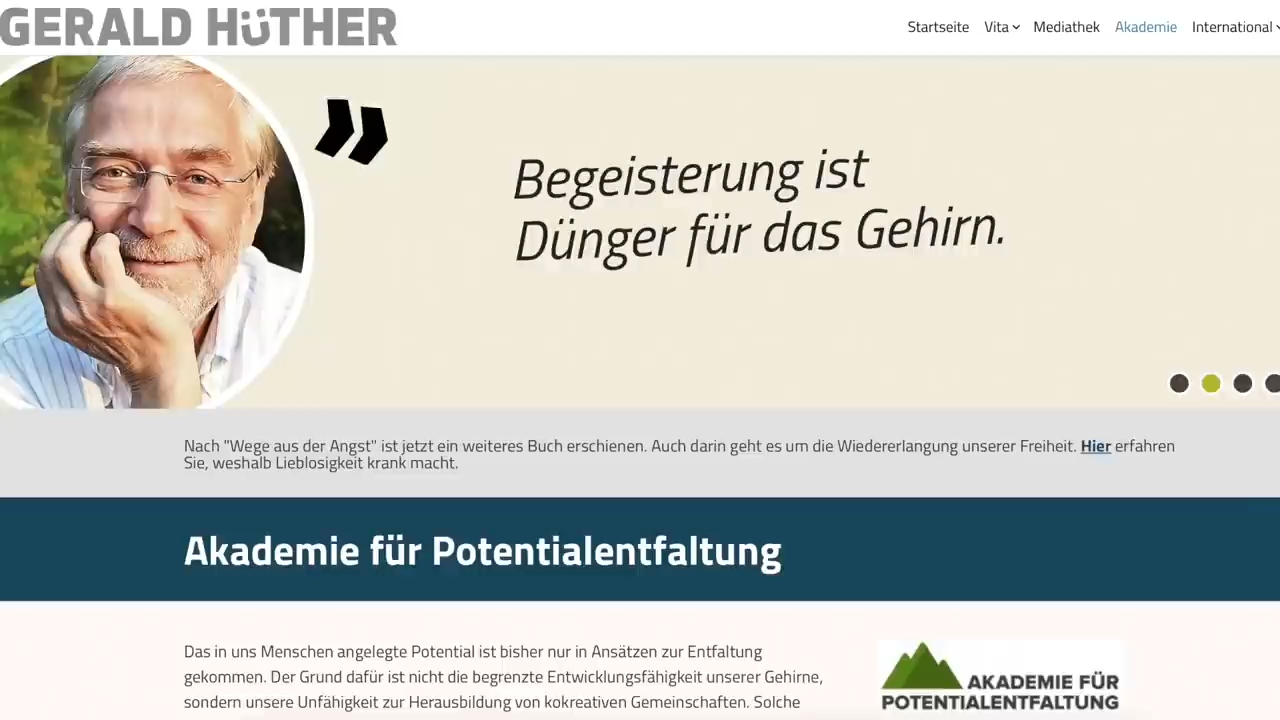 GERALD HÜTHER
Startseite Vita Mediathek Akademie International
"
Begeisterung ist
Dünger für das Gehirn.
Nach "Wege aus der Angst" ist jetzt ein weiteres Buch erschienen. Auch darin geht es um die Wiedererlangung unserer Freiheit. Hier erfahren
Sie, weshalb Lieblosigkeit krank macht.
Akademie für Potentialentfaltung
Das in uns Menschen angelegte Potential ist bisher nur in Ansätzen zur Entfaltung
gekommen. Der Grund dafür ist nicht die begrenzte Entwicklungsfähigkeit unserer Gehirne,
sondern unsere Unfähigkeit zur Herausbildung von kokreativen Gemeinschaften. Solche
AKADEMIE FÜR
POTENTIALENTFALTUNG